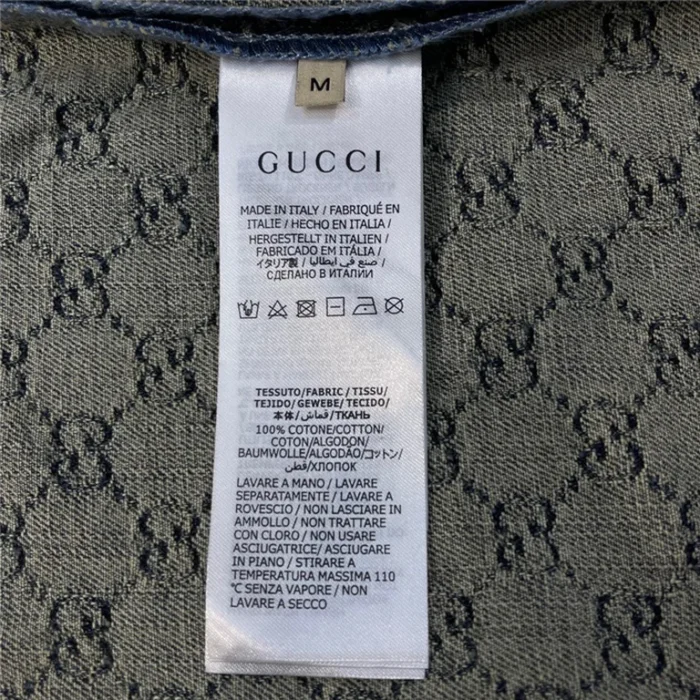 M
GUCCI
MADE IN ITALY / FABRIQUÉ EN
ITALIE / HECHO EN ITALIA /
HERGESTELLT IN ITALIEN /
FABRICADO EM ITÁLIA /
イタリア製 / صنع في ايطاليا /
СДЕЛАНО В ИТАЛИИ
TESSUTO/FABRIC / TISSU/
TEJIDO/ GEWEBE/ TECIDO/
本体/ قماش/ТКАНЬ
100% COTONE/COTTON/
COTON/ALGODON/
BAUMWOLLE/ALGODÃO/コットン/
قطن/ХЛОПОК
LAVARE A MANO / LAVARE
SEPARATAMENTE / LAVARE A
ROVESCIO / NON LASCIARE IN
AMMOLLO / NON TRATTARE
CON CLORO / NON USARE
ASCIUGATRICE/ ASCIUGARE
IN PIANO / STIRARE A
TEMPERATURA MASSIMA 110
°C SENZA VAPORE / NON
LAVARE A SECCO